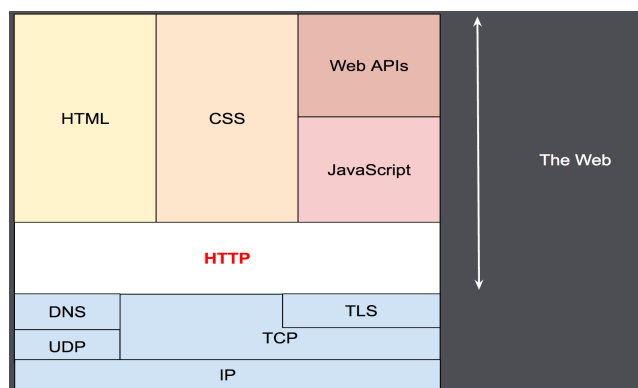 Web APIs
HTML
CSS
The Web
JavaScript
HTTP
DNS
TLS
TCP
UDP
IP